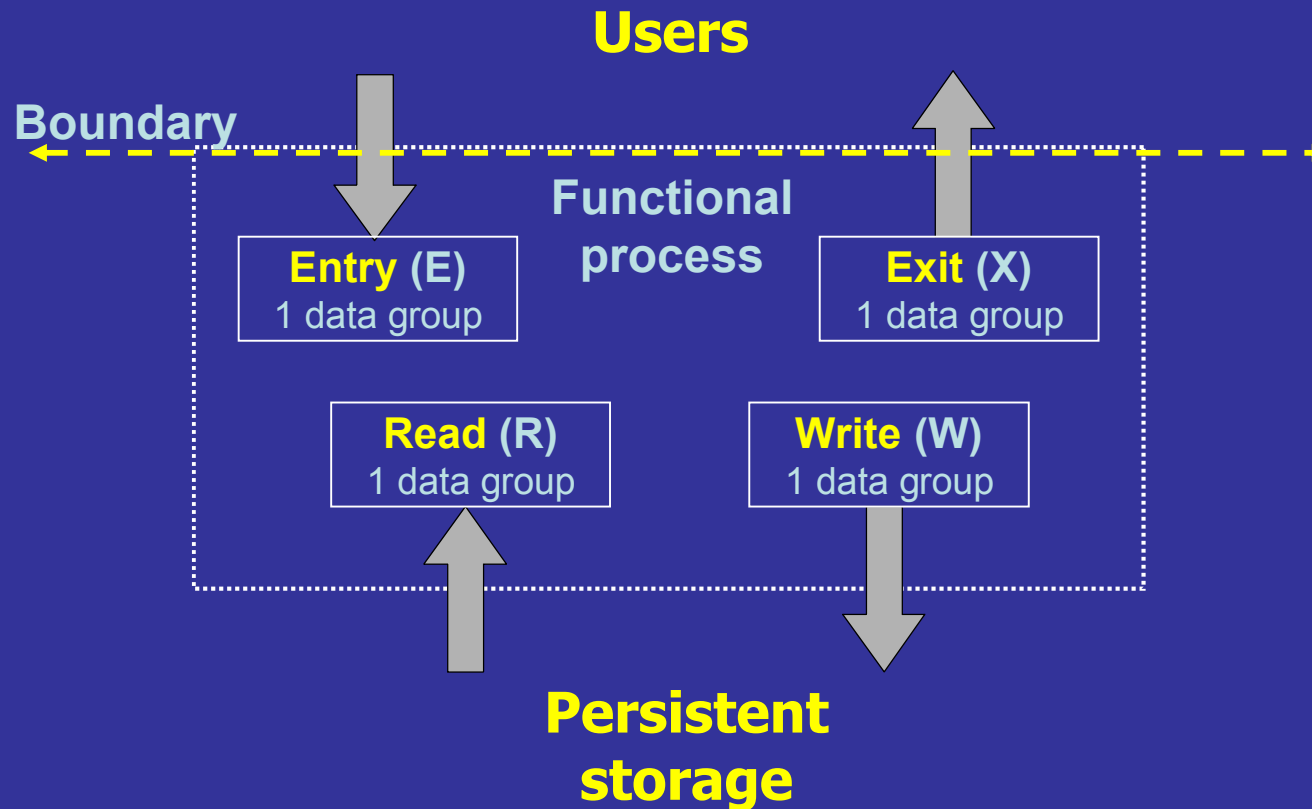 Users
Boundary
Functional
process
Entry (E)
1 data group
Exit (X)
1 data group
Read (R)
1 data group
Write (W)
1 data group
Persistent
storage